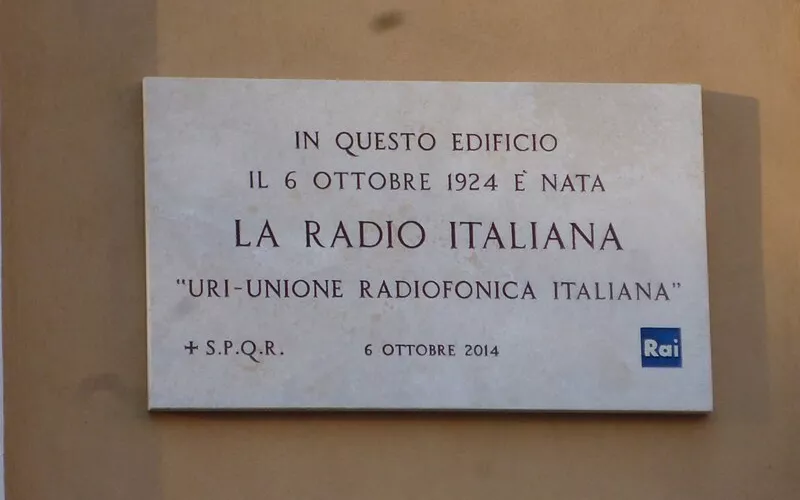 IN QUESTO EDIFICIO
IL 6 OTTOBRE 1924 È NATA
LA RADIO ITALIANA
"URI-UNIONE RADIOFONICA ITALIANA"
+ S.P.Q.R. 6 OTTOBRE 2014 Rai